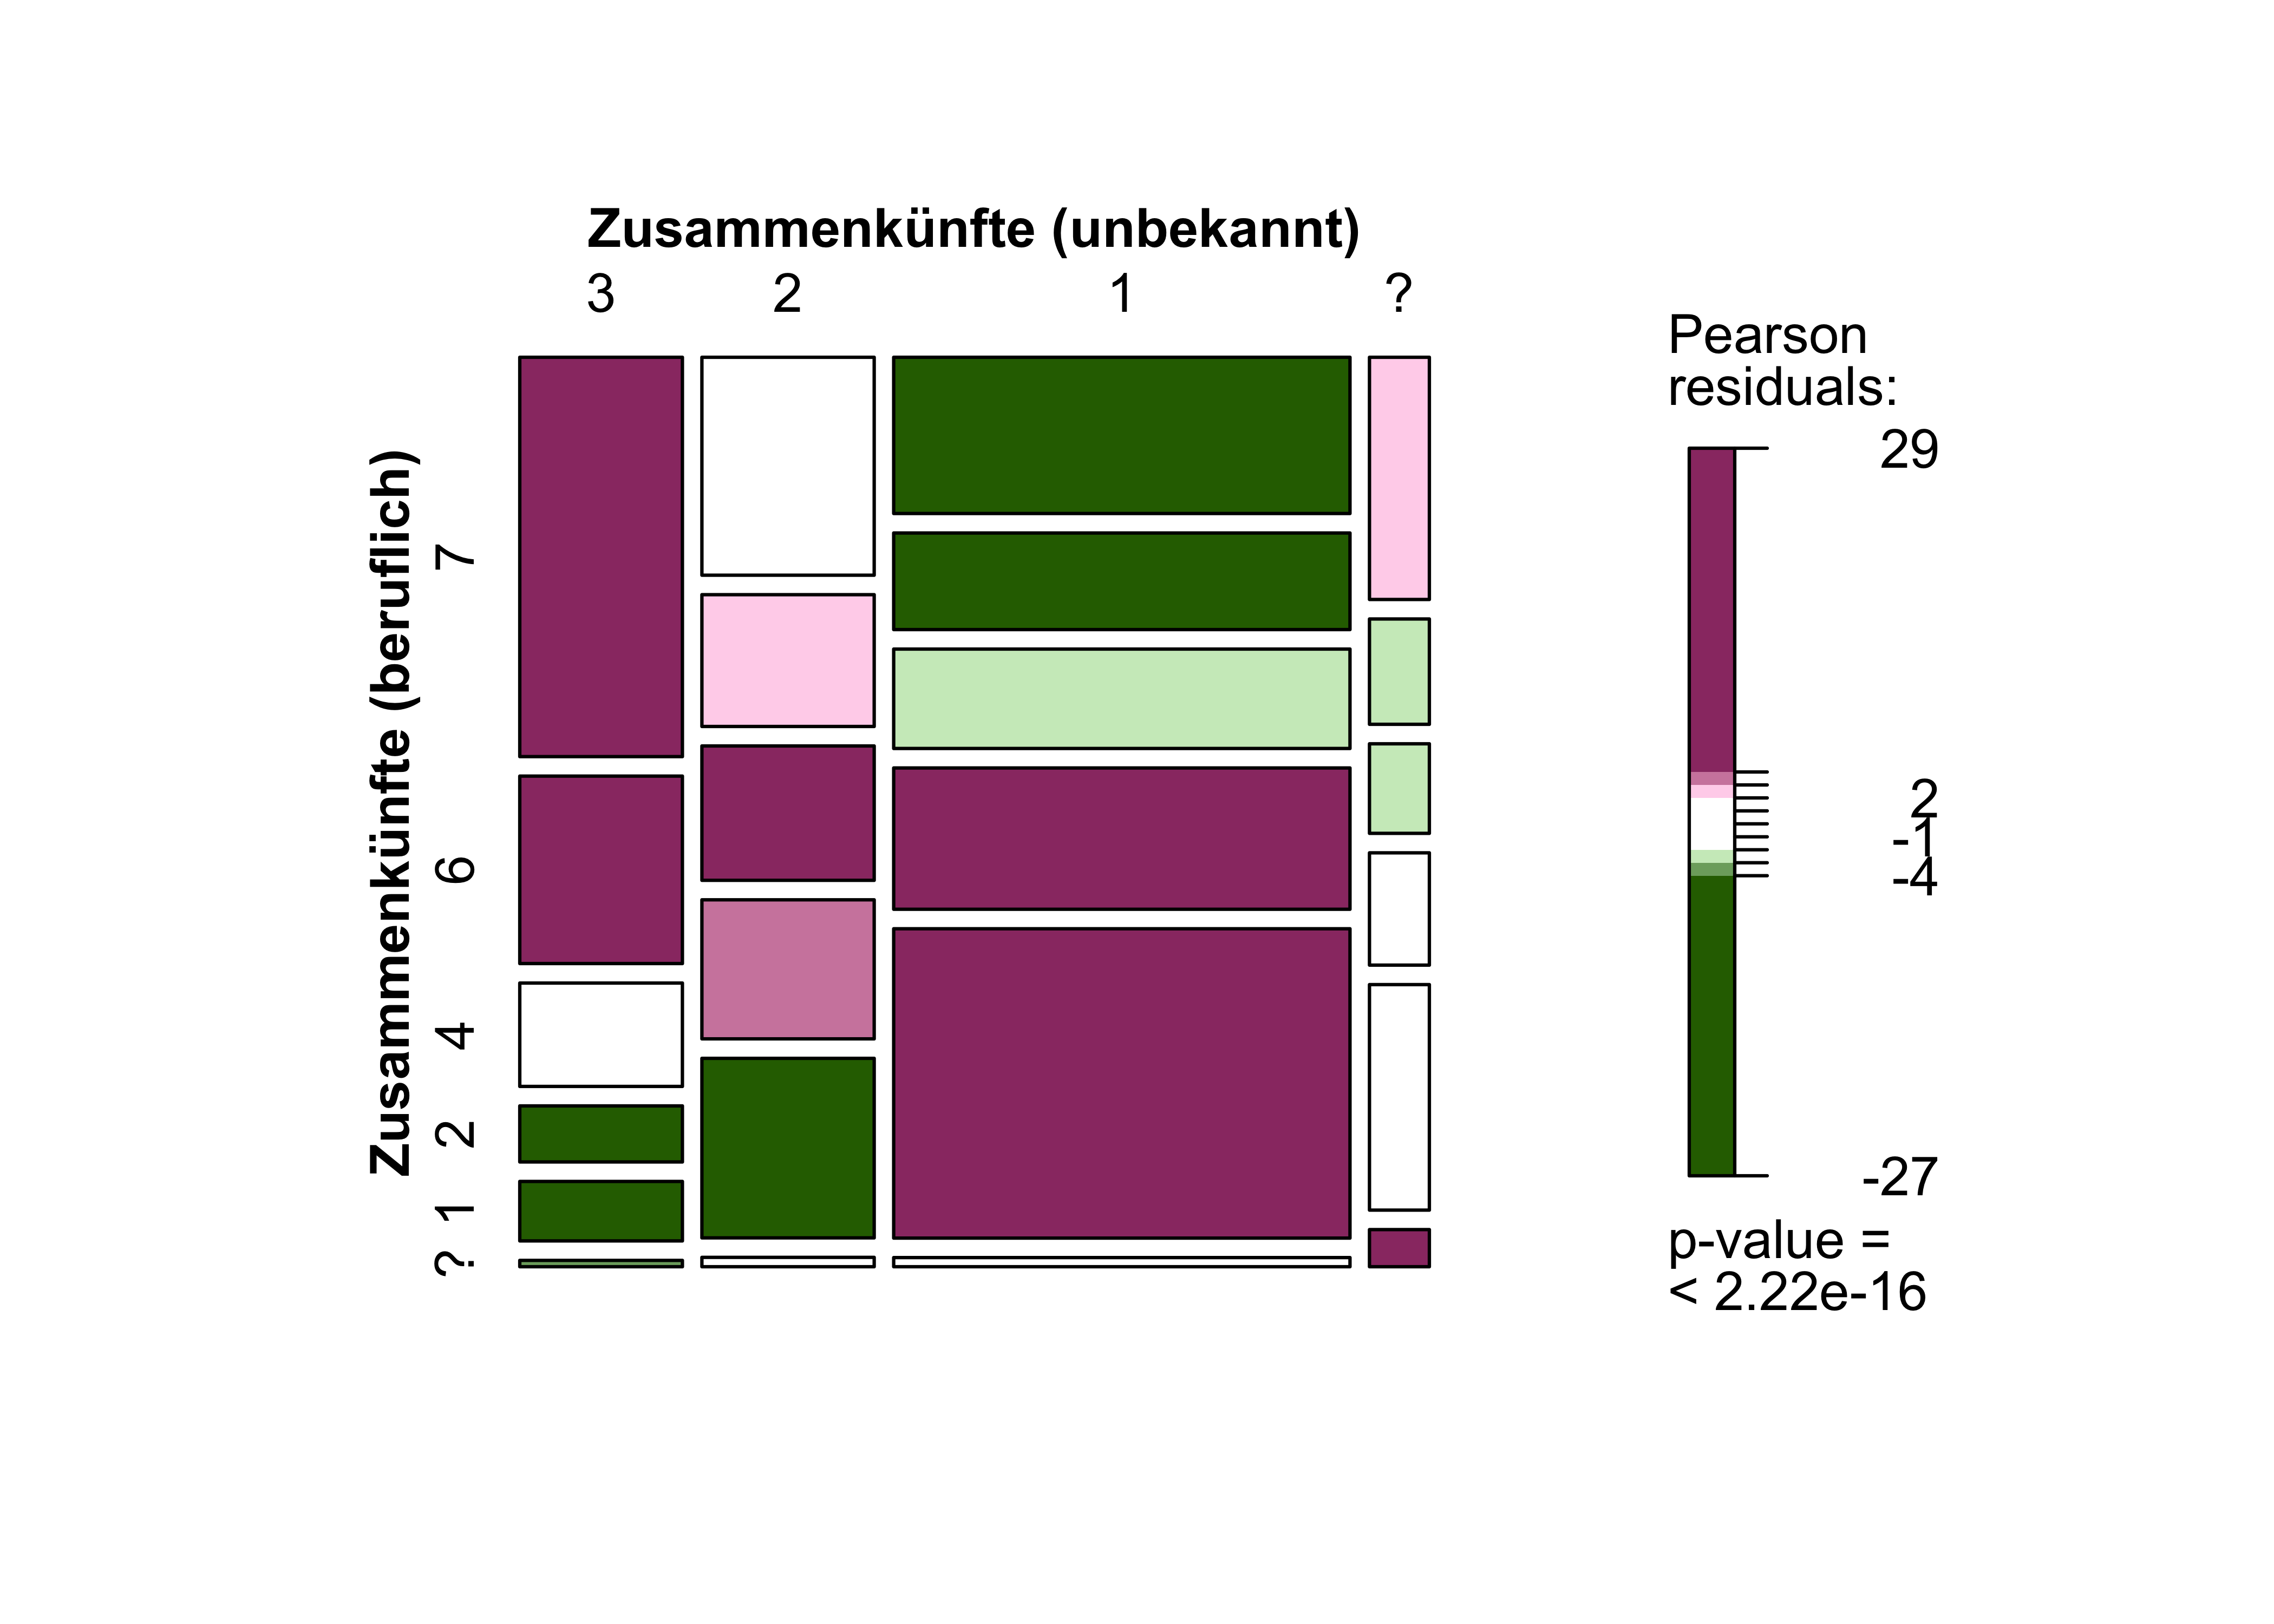 Zusammenkünfte (unbekannt)
3 2 1 ?
Zusammenkünfte (beruflich)
7
6
4
2
1
?
Pearson
residuals:
29
2
-1
-4
-27
p-value =
< 2.22e-16